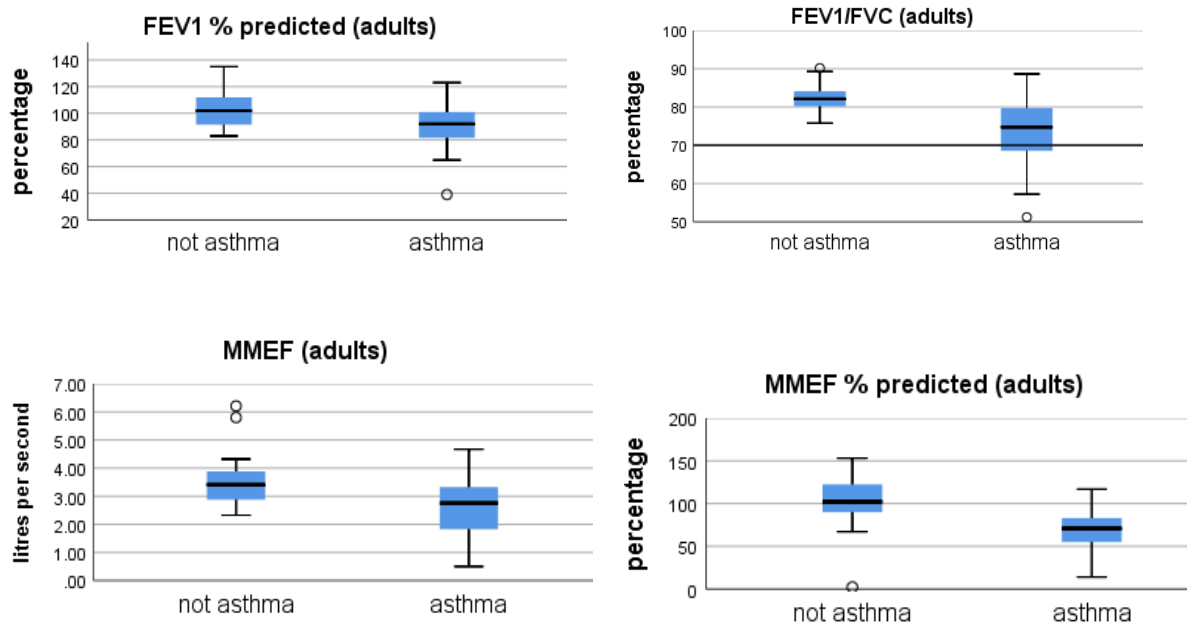 FEV1 % predicted (adults)
percentage
140
120
100
80
60
40
20
not asthma
asthma
FEV1/FVC (adults)
percentage
100
90
80
70
60
50
not asthma
asthma
MMEF (adults)
litres per second
7.00
6.00
5.00
4.00
3.00
2.00
1.00
.00
not asthma
asthma
MMEF % predicted (adults)
percentage
200
150
100
50
0
not asthma
asthma